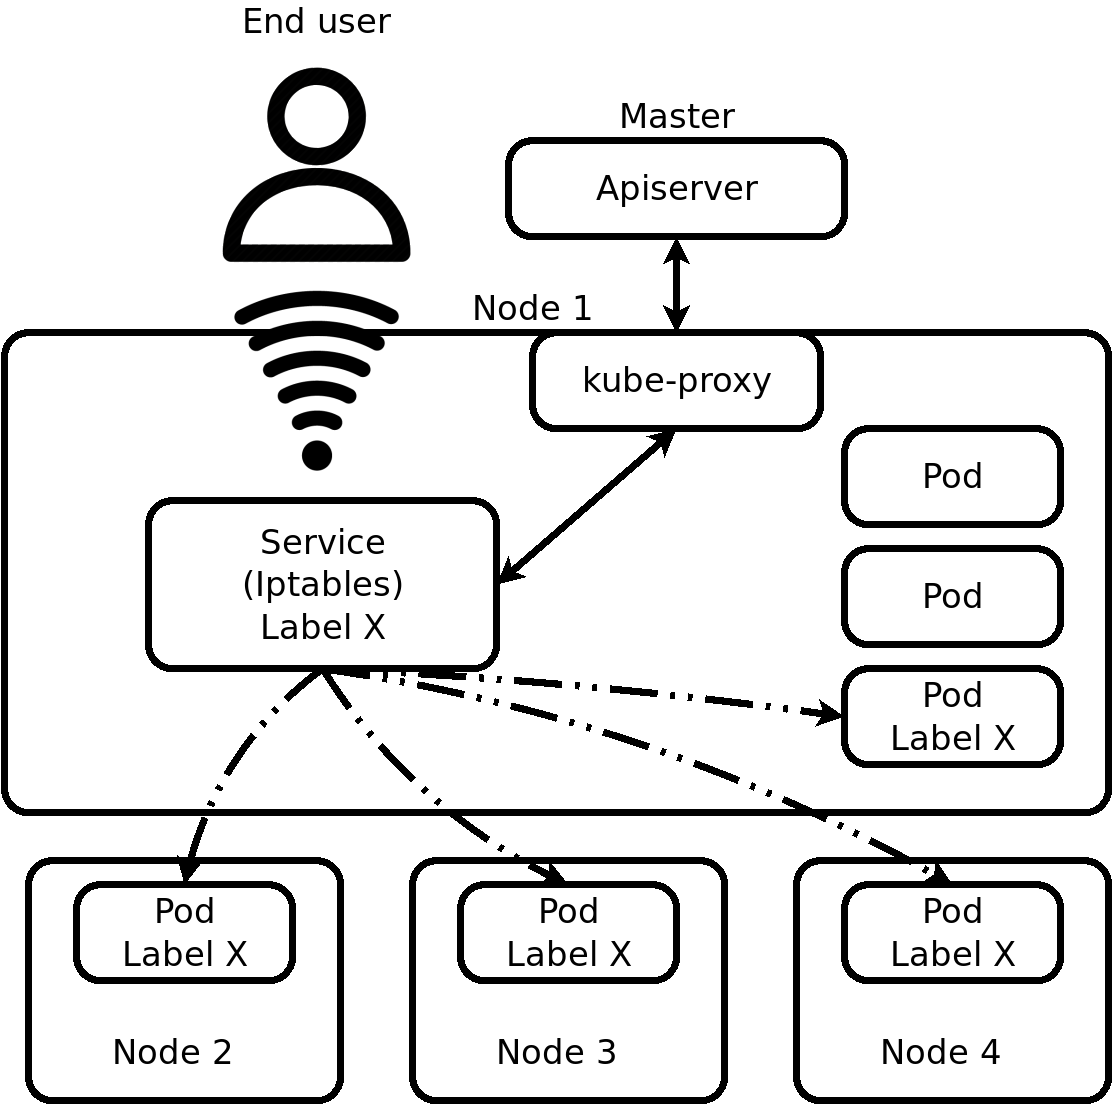 End user
Master
Apiserver
Node 1
kube-proxy
Pod
Service
(Iptables)
Label X
Pod
Pod
Label X
Pod
Label X
Node 2
Pod
Label X
Node 3
Pod
Label X
Node 4